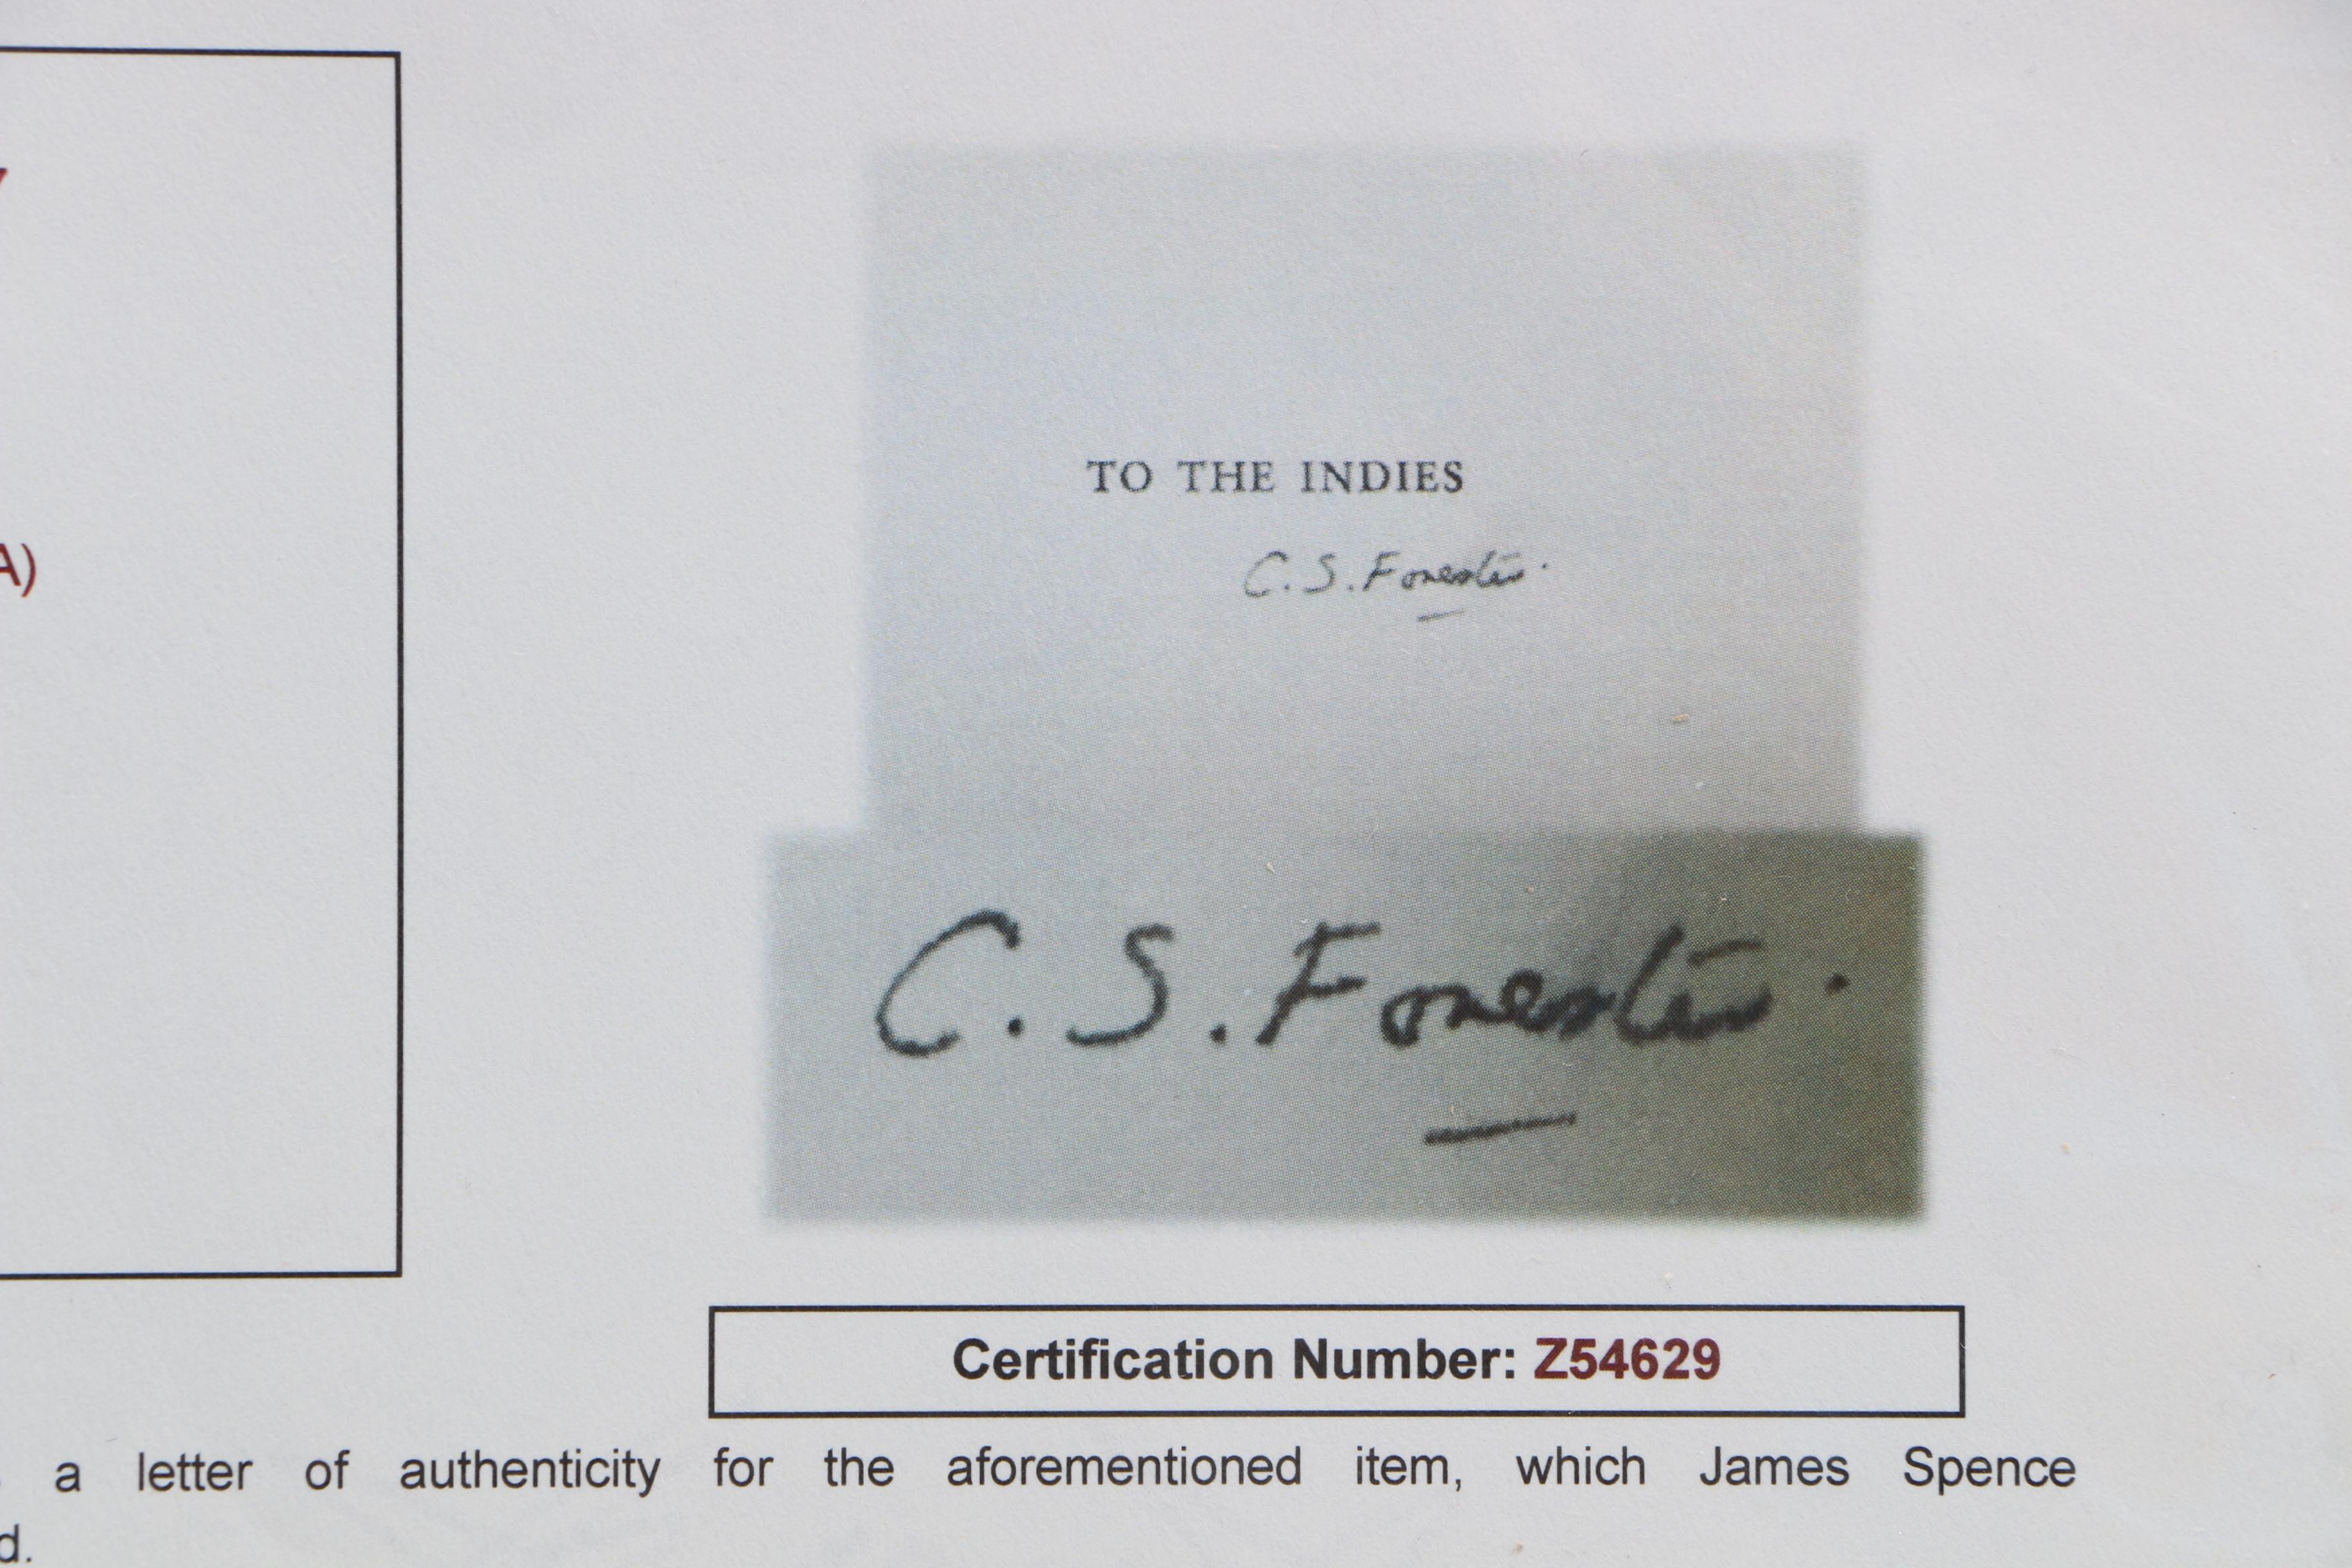 A)
TO THE INDIES
C. S. Forester.
C. S. Forester.
Certification Number: Z54629
a letter of authenticity for the aforementioned item, which James Spence
d.